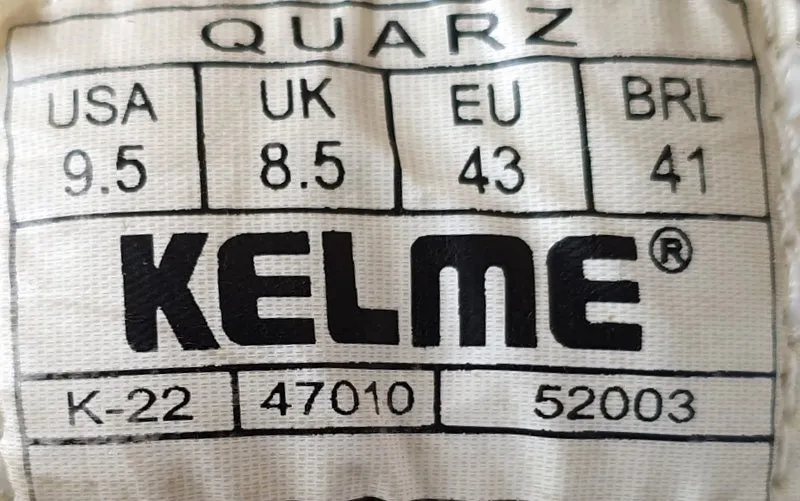 QUARZ
USA UK EU BRL
9.5 8.5 43 41
KELME®
K-22 47010 52003